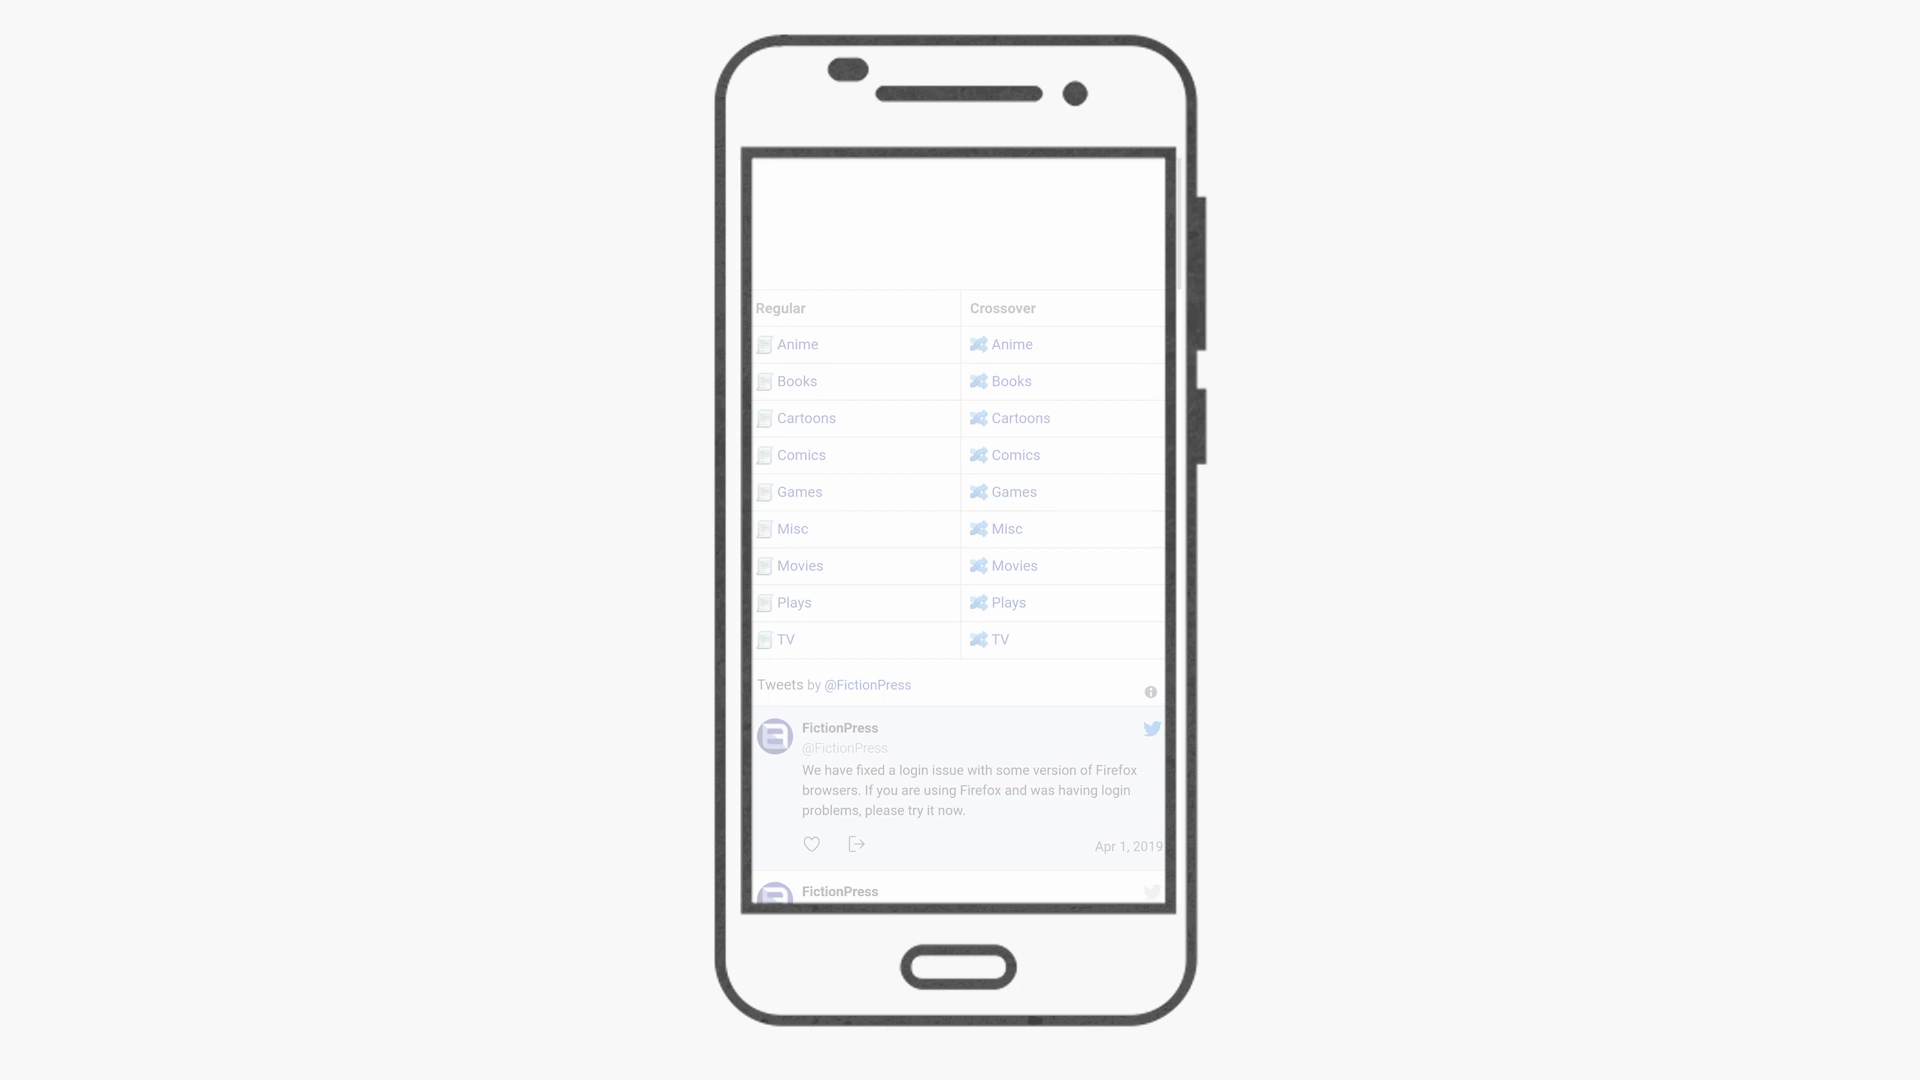 Regular Crossover
Anime Anime
Books Books
Cartoons Cartoons
Comics Comics
Games Games
Misc Misc
Movies Movies
Plays Plays
TV TV
Tweets by @FictionPress
FictionPress
@FictionPress
We have fixed a login issue with some version of Firefox
browsers. If you are using Firefox and was having login
problems, please try it now.
Apr 1, 2019
FictionPress